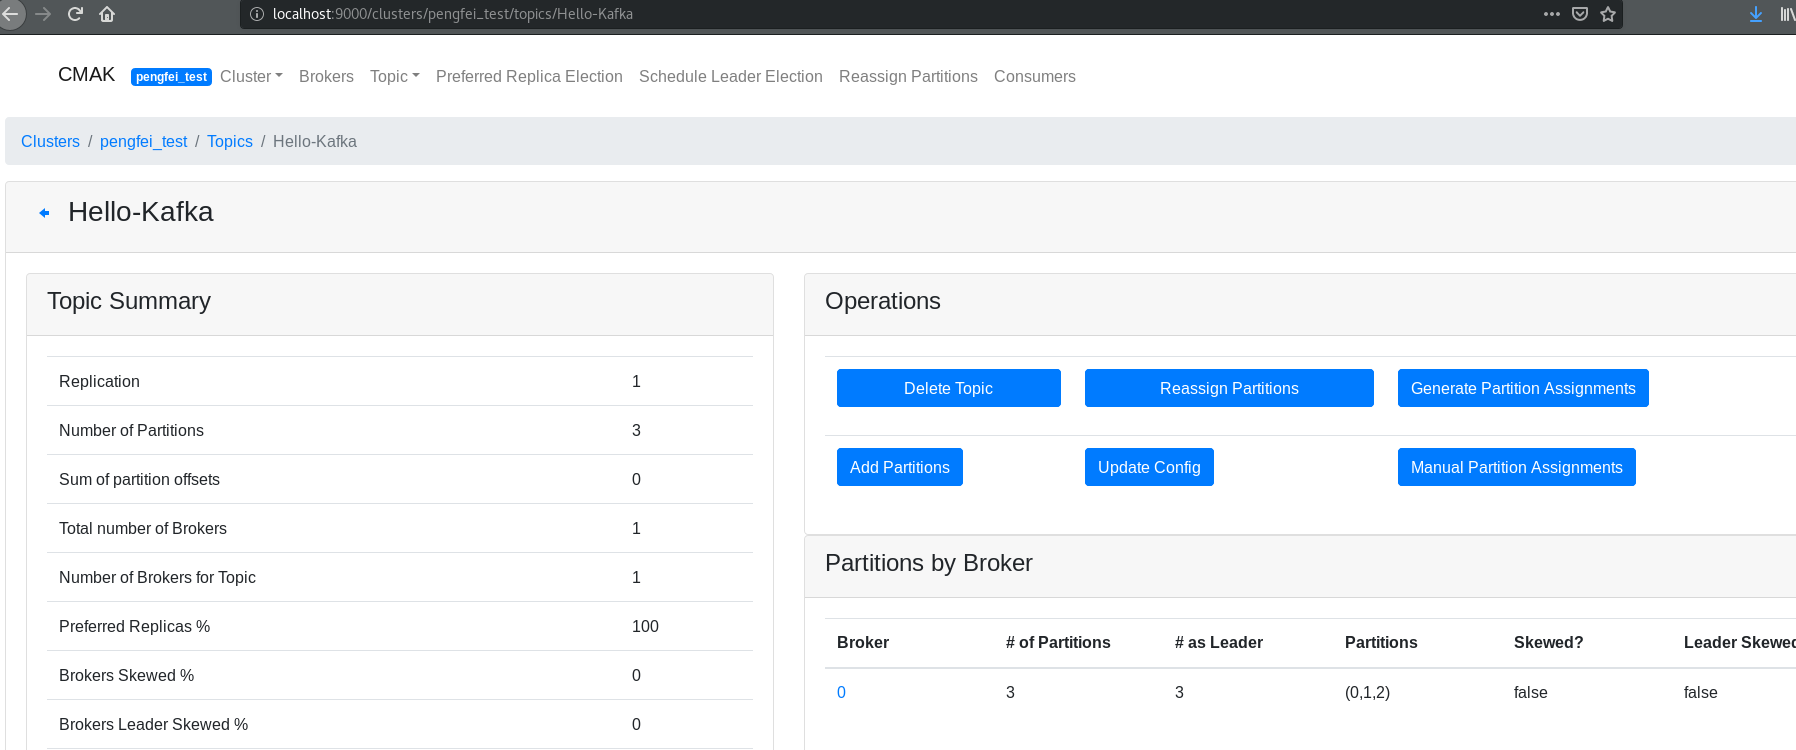 localhost:9000/clusters/pengfei_test/topics/Hello-Kafka
CMAK pengfei_test Cluster Brokers Topic Preferred Replica Election Schedule Leader Election Reassign Partitions Consumers
Clusters / pengfei_test / Topics / Hello-Kafka
Hello-Kafka
Topic Summary
Replication 1
Number of Partitions 3
Sum of partition offsets 0
Total number of Brokers 1
Number of Brokers for Topic 1
Preferred Replicas % 100
Brokers Skewed % 0
Brokers Leader Skewed % 0
Operations
Delete Topic Reassign Partitions Generate Partition Assignments
Add Partitions Update Config Manual Partition Assignments
Partitions by Broker
Broker # of Partitions # as Leader Partitions Skewed? Leader Skewed
0 3 3 (0,1,2) false false